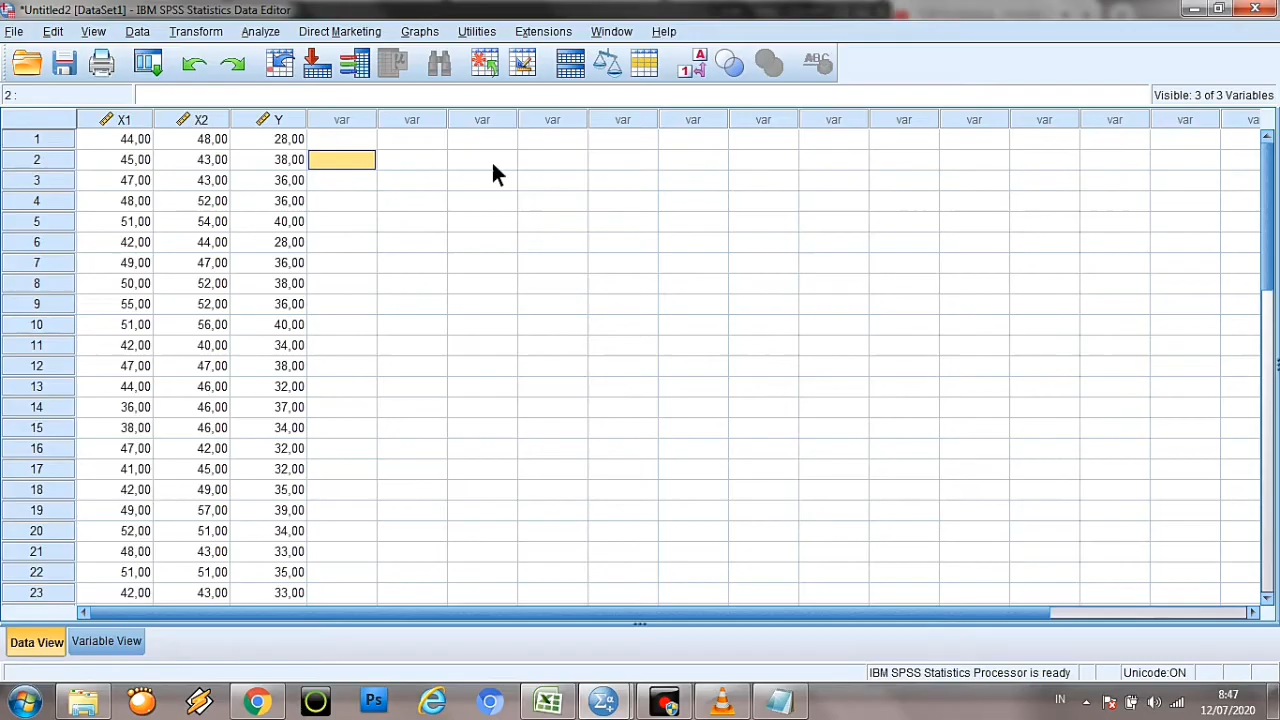 *Untitled2 [DataSet1] - IBM SPSS Statistics Data Editor
File Edit View Data Transform Analyze Direct Marketing Graphs Utilities Extensions Window Help
2 : Visible: 3 of 3 Variables
X1 X2 Y var var var var var var var var var var var var var va
1 44,00 48,00 28,00
2 45,00 43,00 38,00
3 47,00 43,00 36,00
4 48,00 52,00 36,00
5 51,00 54,00 40,00
6 42,00 44,00 28,00
7 49,00 47,00 36,00
8 50,00 52,00 38,00
9 55,00 52,00 36,00
10 51,00 56,00 40,00
11 42,00 40,00 34,00
12 47,00 47,00 38,00
13 44,00 46,00 32,00
14 36,00 46,00 37,00
15 38,00 46,00 34,00
16 47,00 42,00 32,00
17 41,00 45,00 32,00
18 42,00 49,00 35,00
19 49,00 57,00 39,00
20 52,00 51,00 34,00
21 48,00 43,00 33,00
22 51,00 51,00 35,00
23 42,00 43,00 33,00
Data View Variable View
IBM SPSS Statistics Processor is ready Unicode:ON
Ps IN 8:47
12/07/2020